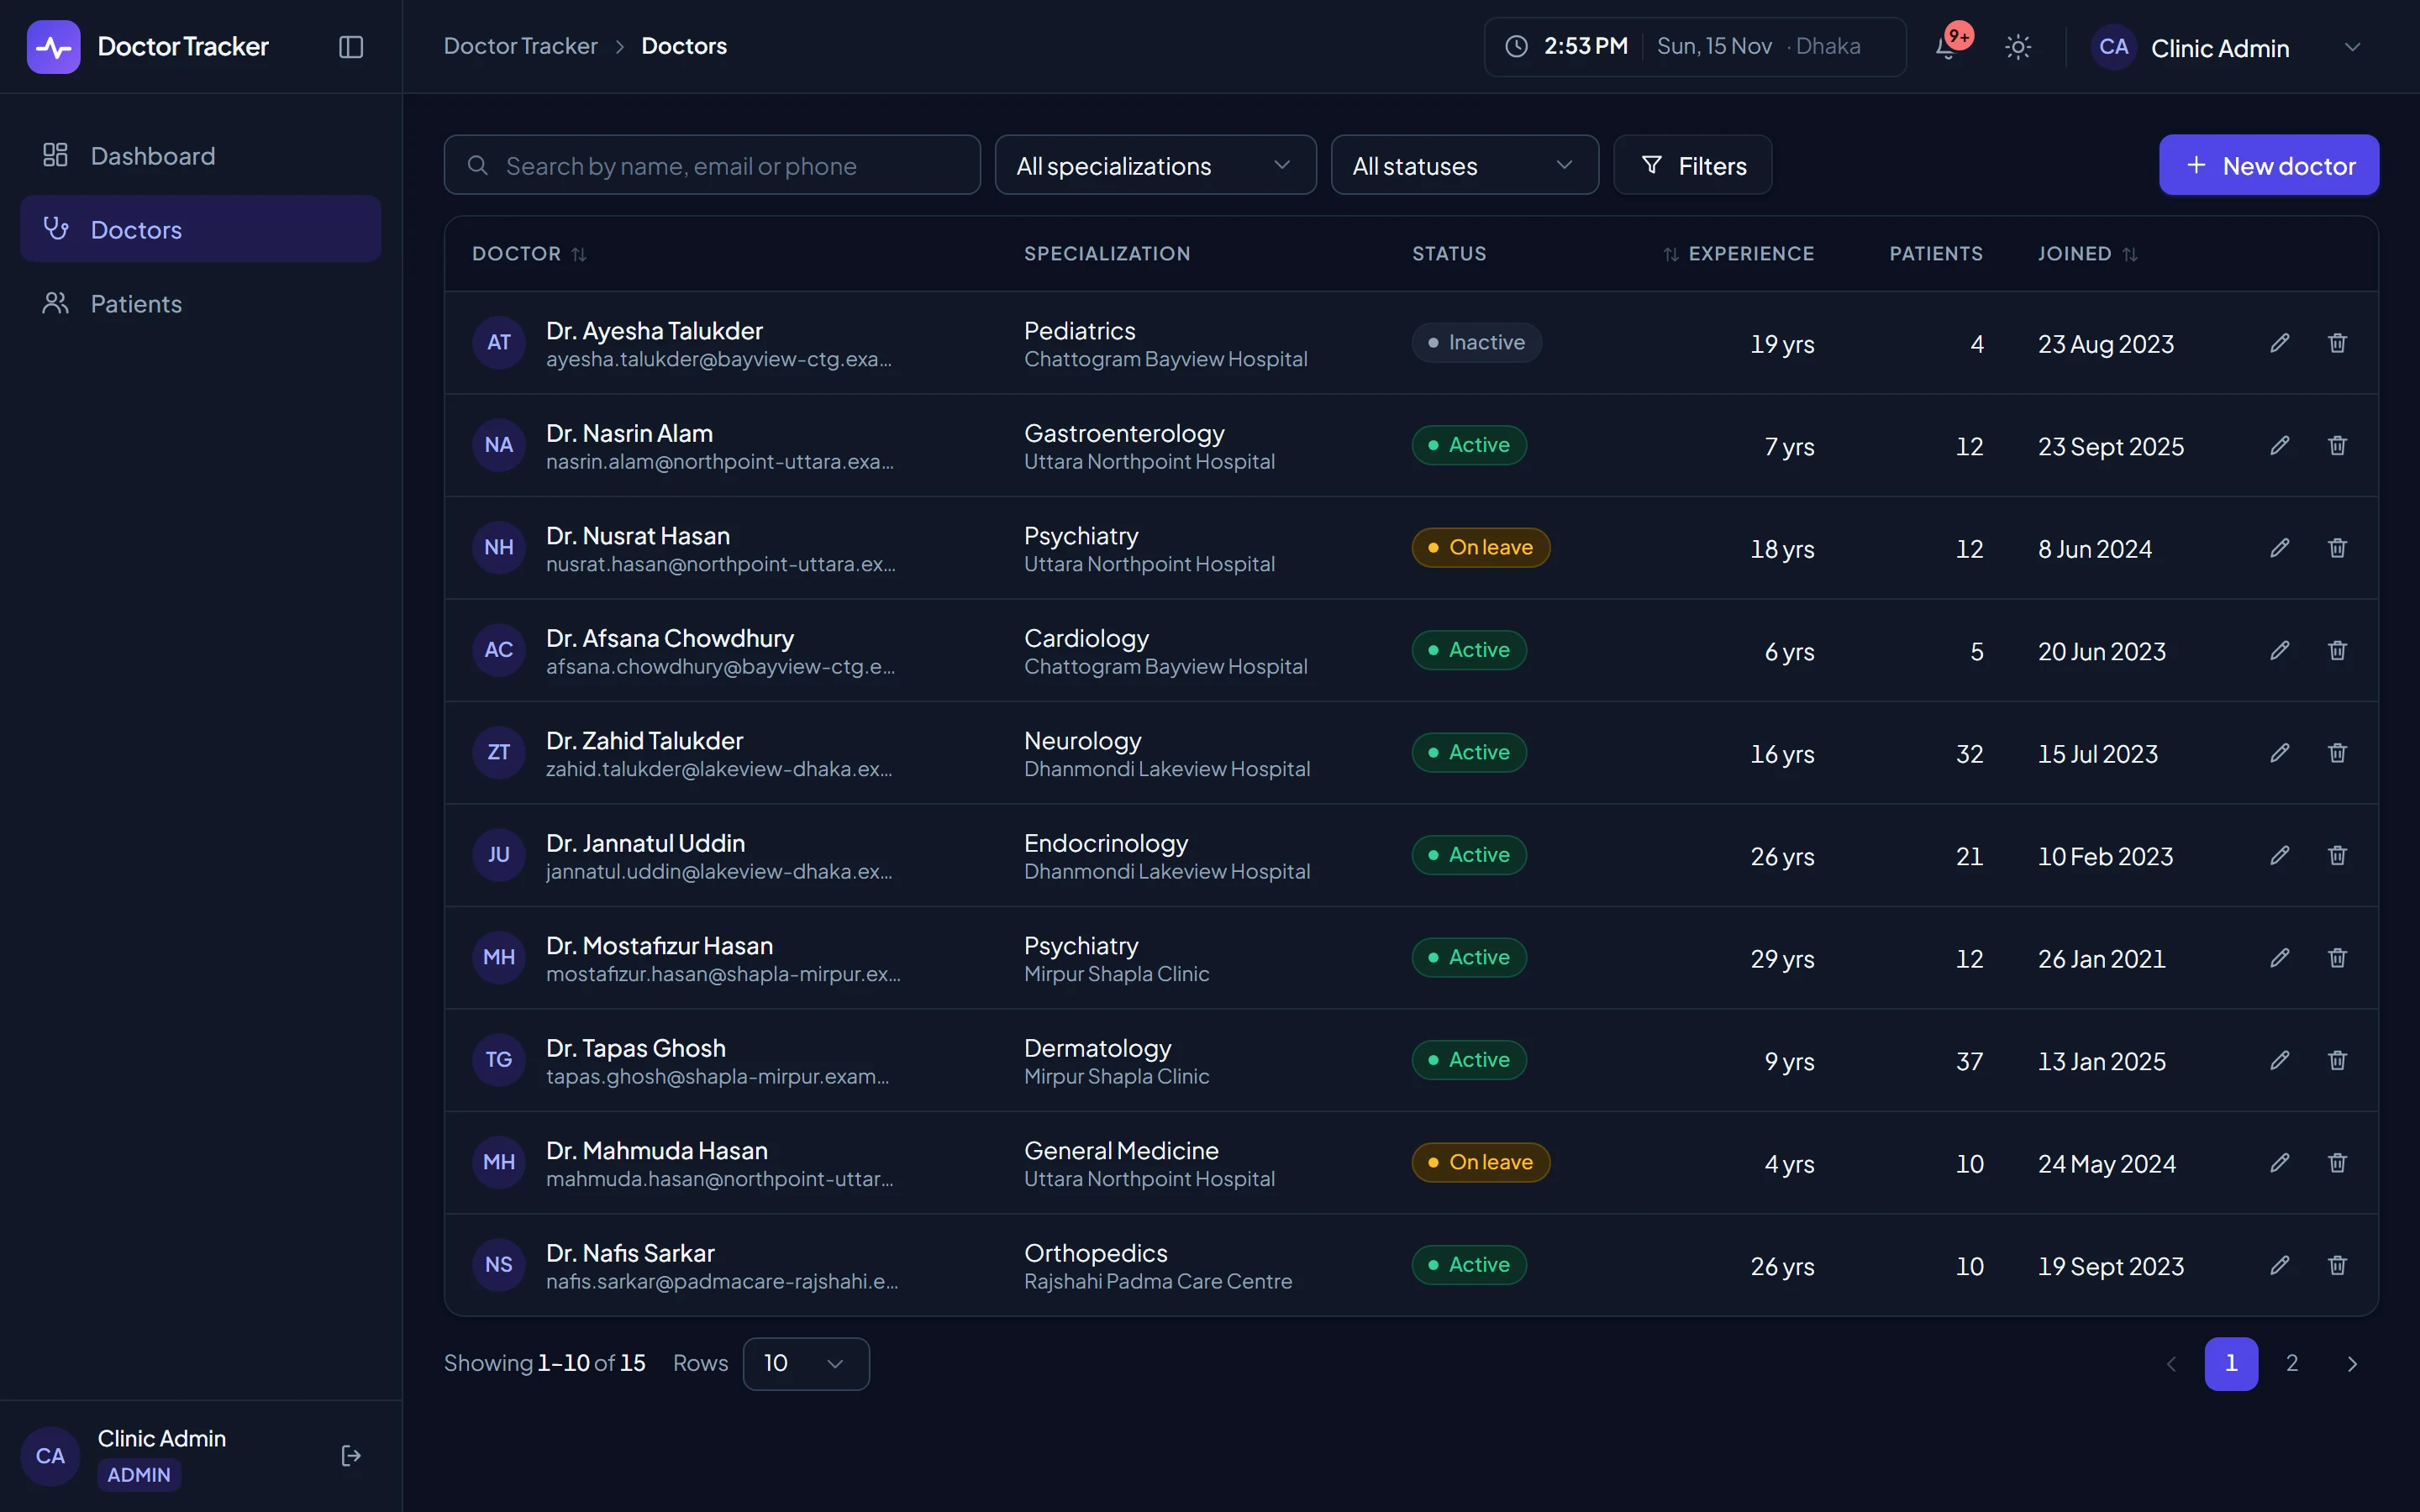 DoctorTracker
DoctorTracker > Doctors
2:53 PM Sun, 15 Nov · Dhaka
9+
CA Clinic Admin
Dashboard
Doctors
Patients
Search by name, email or phone
All specializations
All statuses
Filters
+ New doctor
DOCTOR SPECIALIZATION STATUS EXPERIENCE PATIENTS JOINED
AT Dr. Ayesha Talukder Pediatrics Inactive 19 yrs 4 23 Aug 2023
ayesha.talukder@bayview-ctg.exa... Chattogram Bayview Hospital
NA Dr. Nasrin Alam Gastroenterology Active 7 yrs 12 23 Sept 2025
nasrin.alam@northpoint-uttara.exa... Uttara Northpoint Hospital
NH Dr. Nusrat Hasan Psychiatry On leave 18 yrs 12 8 Jun 2024
nusrat.hasan@northpoint-uttara.ex... Uttara Northpoint Hospital
AC Dr. Afsana Chowdhury Cardiology Active 6 yrs 5 20 Jun 2023
afsana.chowdhury@bayview-ctg.e... Chattogram Bayview Hospital
ZT Dr. Zahid Talukder Neurology Active 16 yrs 32 15 Jul 2023
zahid.talukder@lakeview-dhaka.ex... Dhanmondi Lakeview Hospital
JU Dr. Jannatul Uddin Endocrinology Active 26 yrs 21 10 Feb 2023
jannatul.uddin@lakeview-dhaka.ex... Dhanmondi Lakeview Hospital
MH Dr. Mostafizur Hasan Psychiatry Active 29 yrs 12 26 Jan 2021
mostafizur.hasan@shapla-mirpur.ex... Mirpur Shapla Clinic
TG Dr. Tapas Ghosh Dermatology Active 9 yrs 37 13 Jan 2025
tapas.ghosh@shapla-mirpur.exam... Mirpur Shapla Clinic
MH Dr. Mahmuda Hasan General Medicine On leave 4 yrs 10 24 May 2024
mahmuda.hasan@northpoint-uttar... Uttara Northpoint Hospital
NS Dr. Nafis Sarkar Orthopedics Active 26 yrs 10 19 Sept 2023
nafis.sarkar@padmacare-rajshahi.e... Rajshahi Padma Care Centre
Showing 1–10 of 15 Rows 10
1 2
CA Clinic Admin
ADMIN